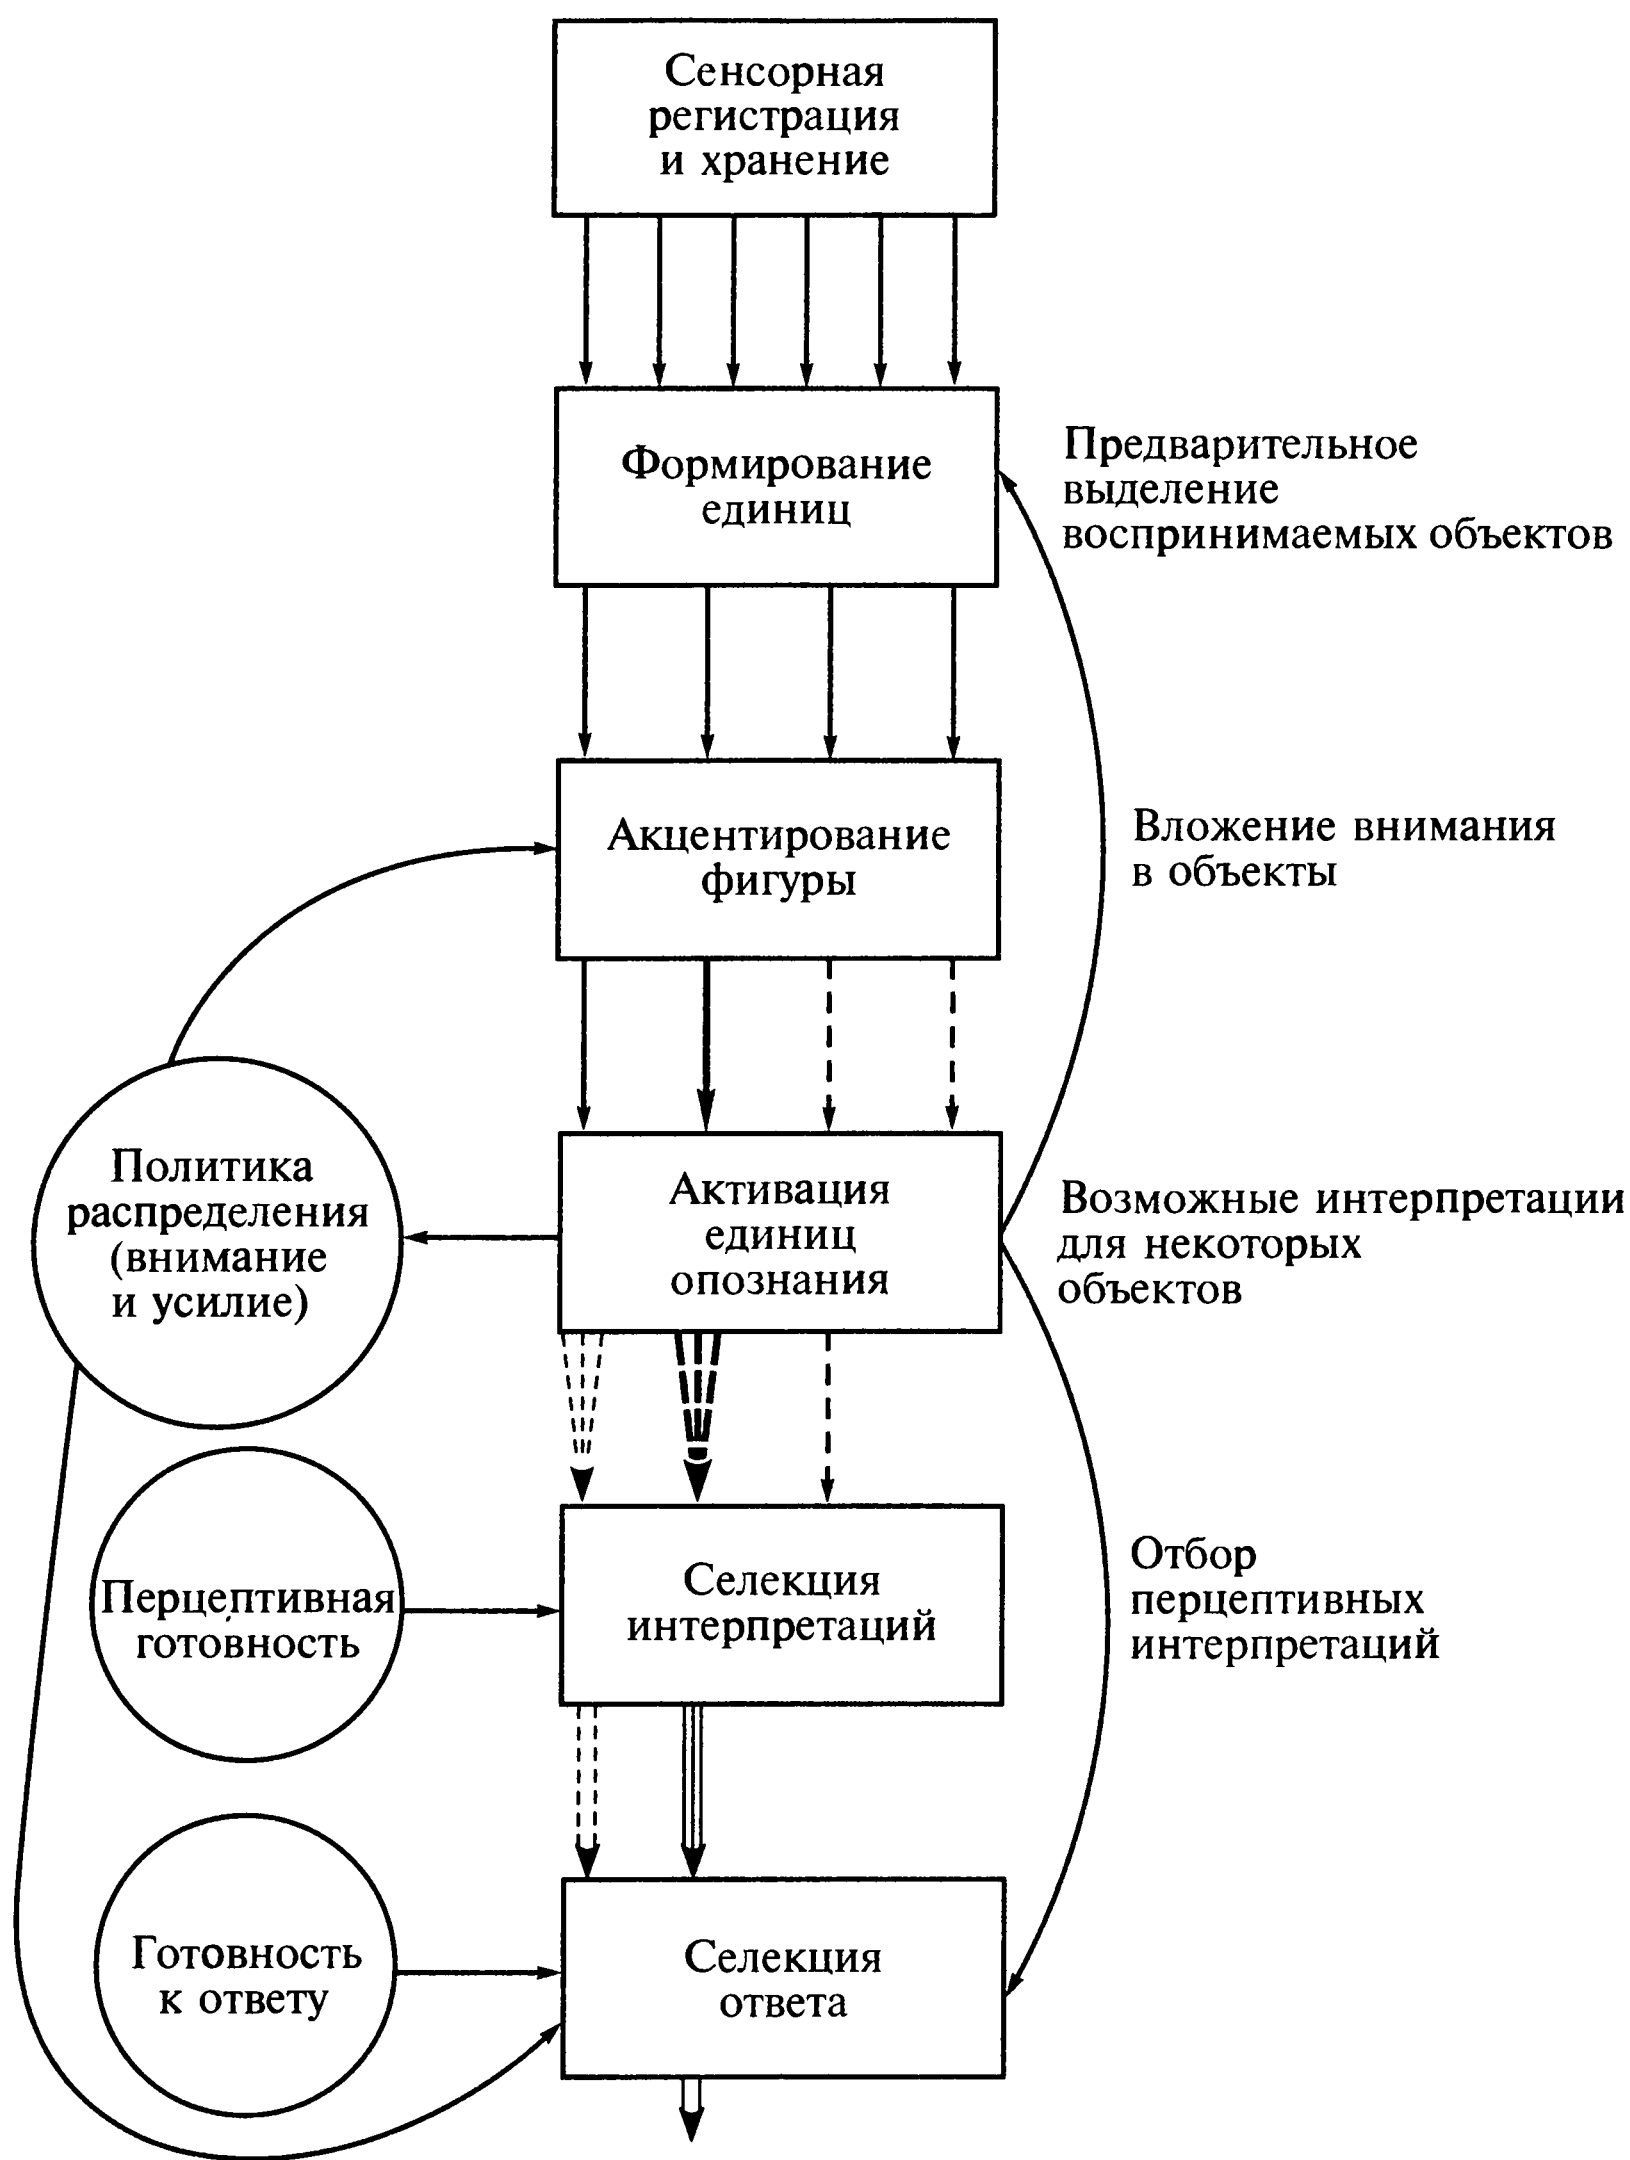 Сенсорная
регистрация
и хранение
Формирование
единиц
Предварительное
выделение
воспринимаемых объектов
Акцентирование
фигуры
Вложение внимания
в объекты
Политика
распределения
(внимание
и усилие)
Активация
единиц
опознания
Возможные интерпретации
для некоторых
объектов
Перцептивная
готовность
Селекция
интерпретаций
Отбор
перцептивных
интерпретаций
Готовность
к ответу
Селекция
ответа